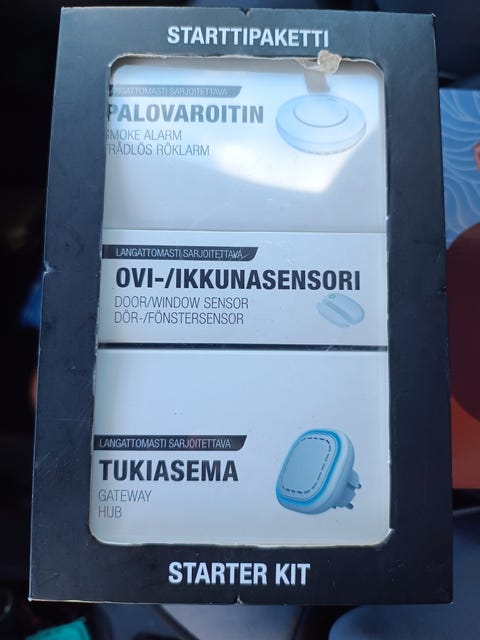 STARTTIPAKETTI
LANGATTOMASTI SARJOITETTAVA
PALOVAROITIN
SMOKE ALARM
TRÅDLÖS RÖKLARM
LANGATTOMASTI SARJOITETTAVA
OVI-/IKKUNASENSORI
DOOR/WINDOW SENSOR
DÖR-/FÖNSTERSENSOR
LANGATTOMASTI SARJOITETTAVA
TUKIASEMA
GATEWAY
HUB
STARTER KIT